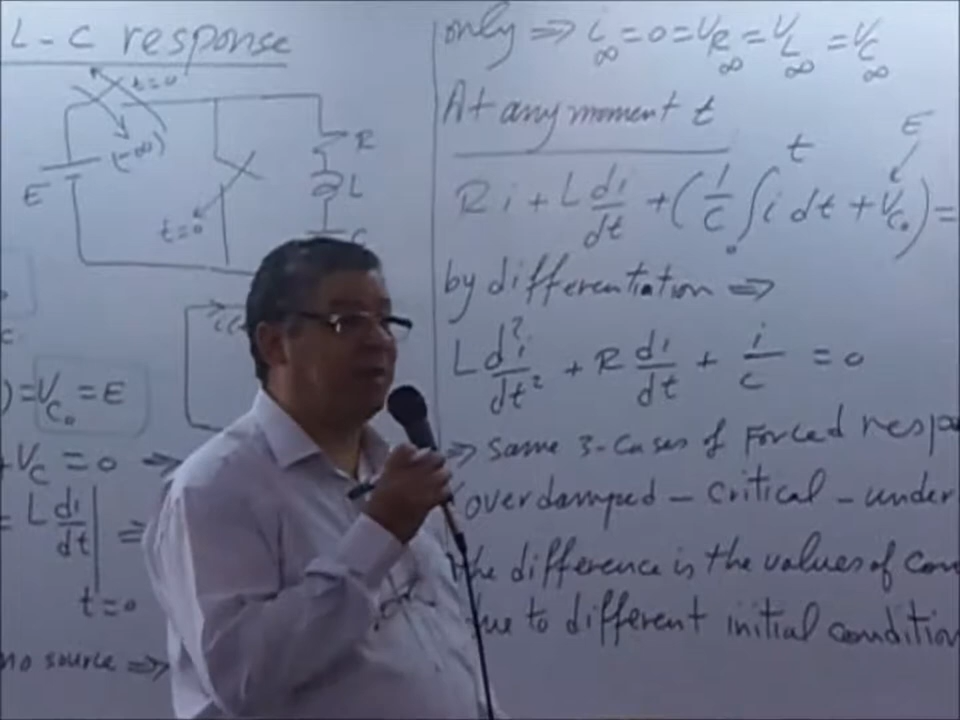 L-C response
t=0
(-∞)
E
R
L
t=0
C
) = V_C₀ = E
+V_C = 0 ⇒
= L di/dt | t=0 ⇒
no source ⇒
only ⇒ i_∞ = 0 = V_R∞ = V_L∞ = V_C∞
At any moment t
R i + L di/dt + (1/C ∫₀ᵗ i dt + V_C₀) =
E
by differentiation ⇒
L d²i/dt² + R di/dt + i/C = 0
⇒ same 3-Cases of Forced respo
overdamped - critical - under
the difference is the values of con
due to different initial condition